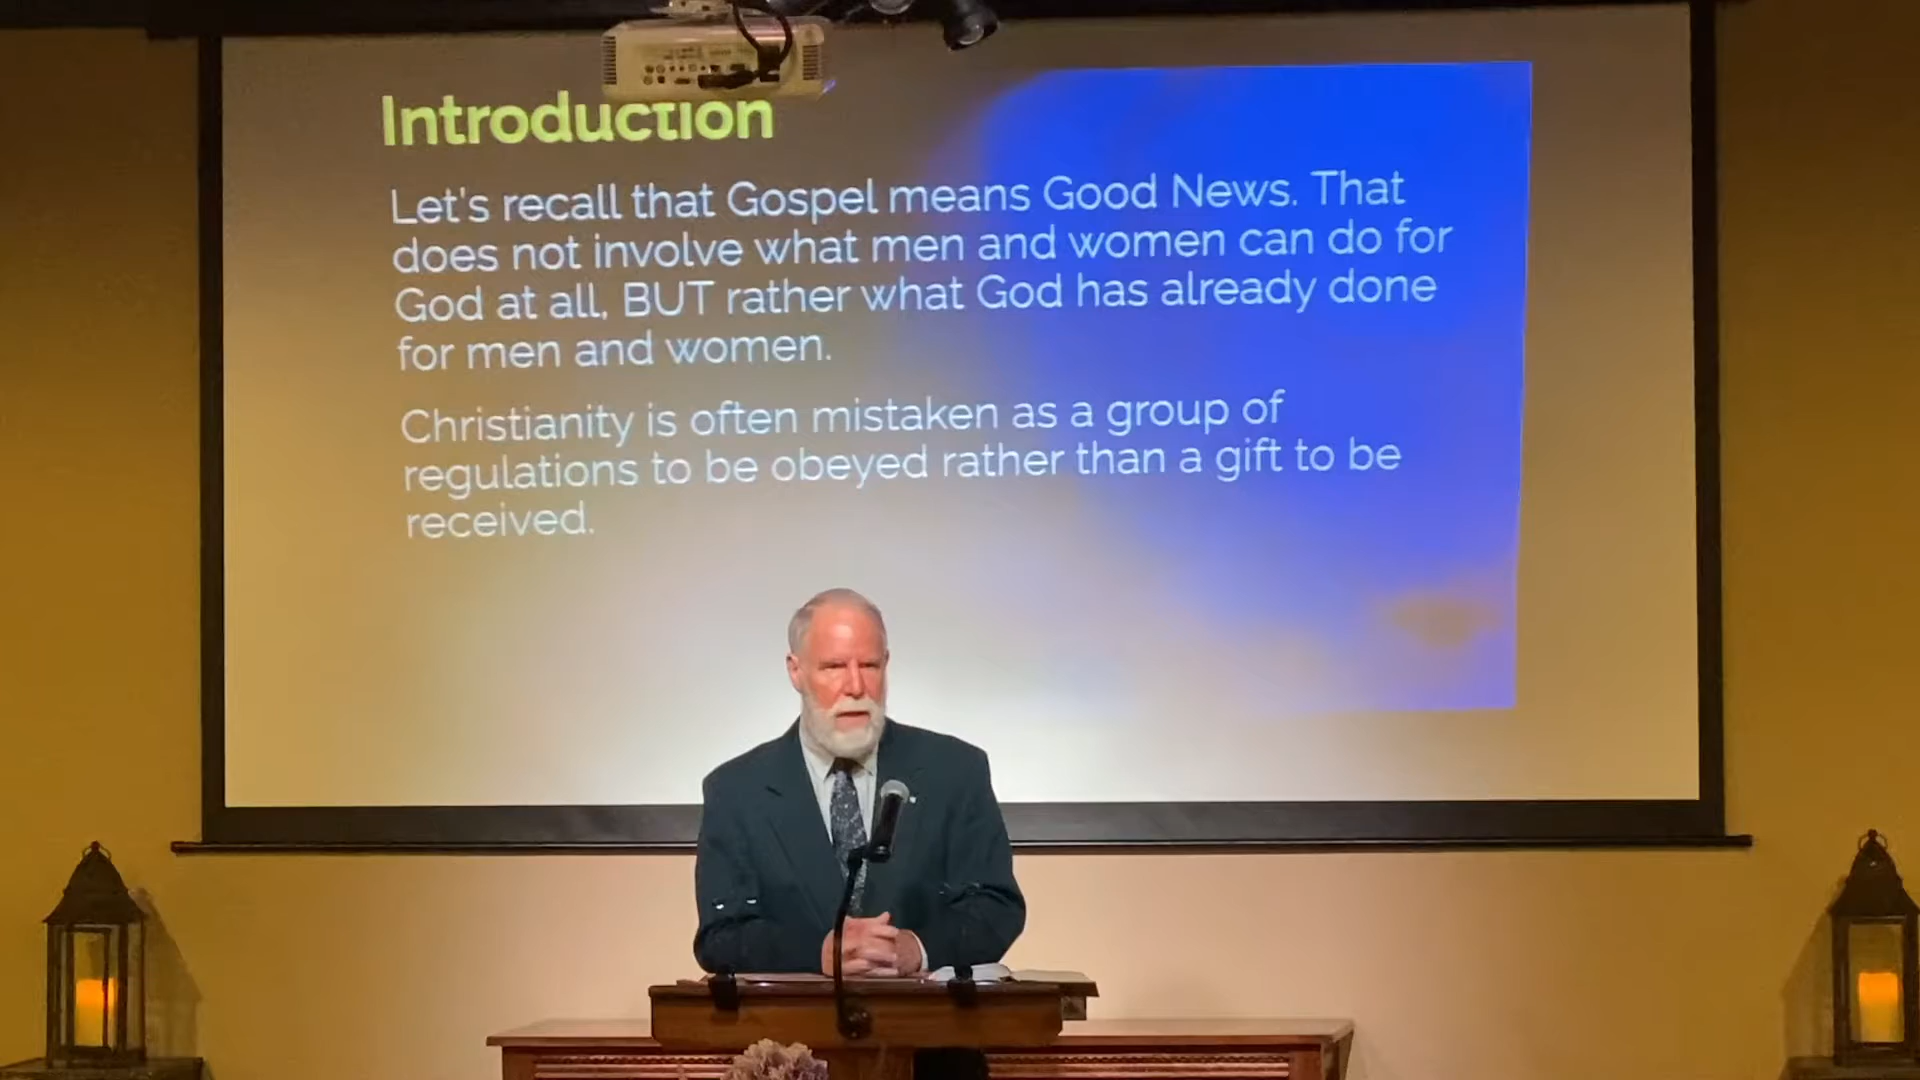 Introduction
Let's recall that Gospel means Good News. That
does not involve what men and women can do for
God at all, BUT rather what God has already done
for men and women.
Christianity is often mistaken as a group of
regulations to be obeyed rather than a gift to be
received.